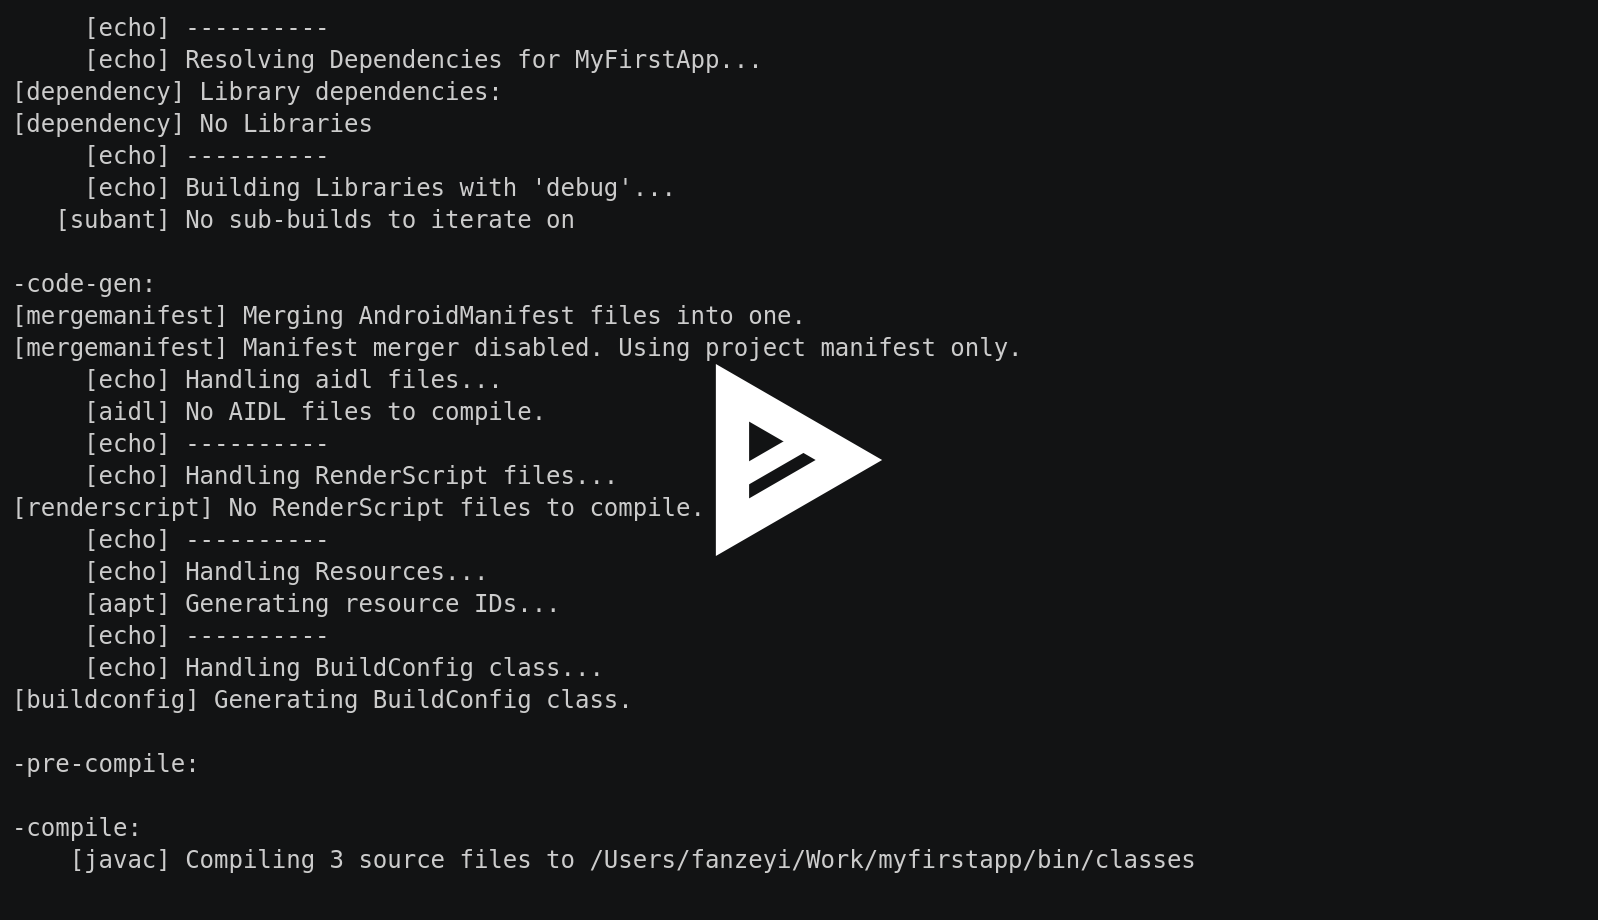 [echo] ----------
[echo] Resolving Dependencies for MyFirstApp...
[dependency] Library dependencies:
[dependency] No Libraries
[echo] ----------
[echo] Building Libraries with 'debug'...
[subant] No sub-builds to iterate on
-code-gen:
[mergemanifest] Merging AndroidManifest files into one.
[mergemanifest] Manifest merger disabled. Using project manifest only.
[echo] Handling aidl files...
[aidl] No AIDL files to compile.
[echo] ----------
[echo] Handling RenderScript files...
[renderscript] No RenderScript files to compile.
[echo] ----------
[echo] Handling Resources...
[aapt] Generating resource IDs...
[echo] ----------
[echo] Handling BuildConfig class...
[buildconfig] Generating BuildConfig class.
-pre-compile:
-compile:
[javac] Compiling 3 source files to /Users/fanzeyi/Work/myfirstapp/bin/classes